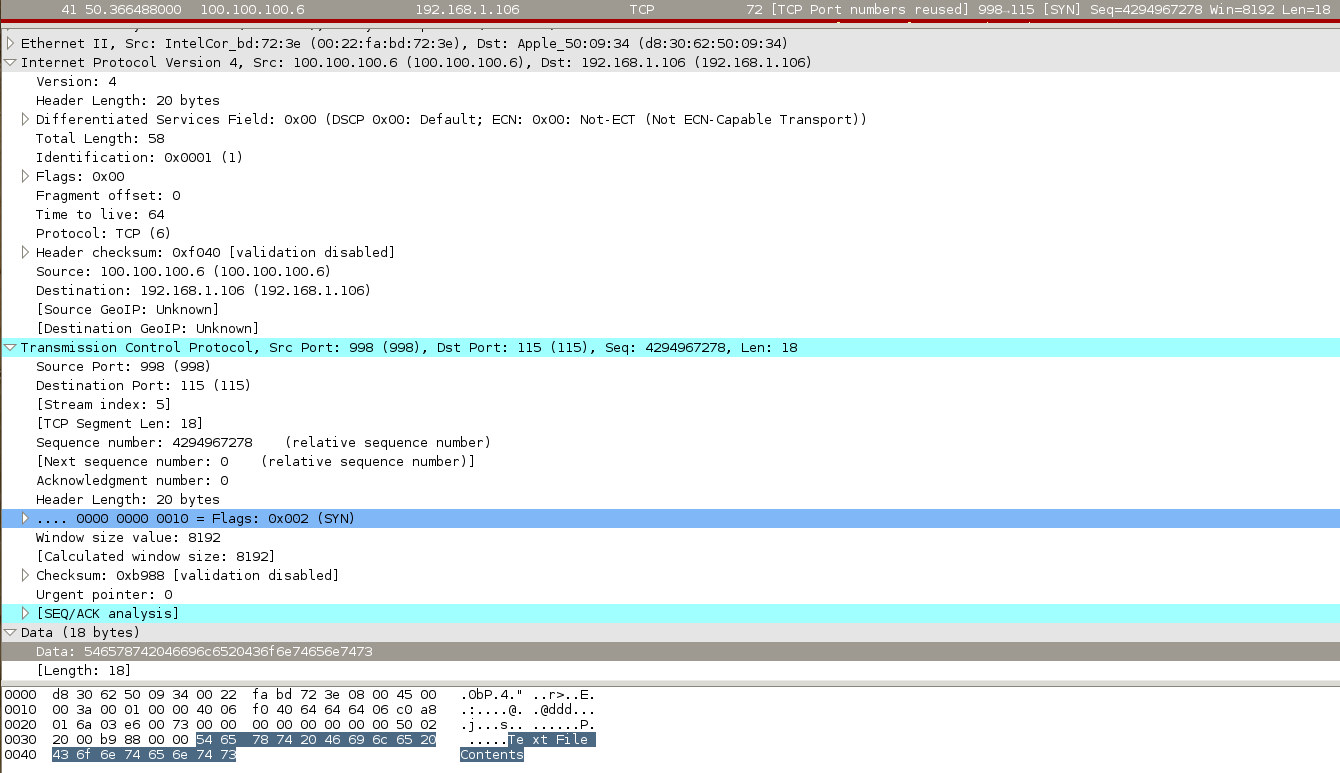 41 50.366488000 100.100.100.6 192.168.1.106 TCP 72 [TCP Port numbers reused] 998→115 [SYN] Seq=4294967278 Win=8192 Len=18
Ethernet II, Src: IntelCor_bd:72:3e (00:22:fa:bd:72:3e), Dst: Apple_50:09:34 (d8:30:62:50:09:34)
Internet Protocol Version 4, Src: 100.100.100.6 (100.100.100.6), Dst: 192.168.1.106 (192.168.1.106)
Version: 4
Header Length: 20 bytes
Differentiated Services Field: 0x00 (DSCP 0x00: Default; ECN: 0x00: Not-ECT (Not ECN-Capable Transport))
Total Length: 58
Identification: 0x0001 (1)
Flags: 0x00
Fragment offset: 0
Time to live: 64
Protocol: TCP (6)
Header checksum: 0xf040 [validation disabled]
Source: 100.100.100.6 (100.100.100.6)
Destination: 192.168.1.106 (192.168.1.106)
[Source GeoIP: Unknown]
[Destination GeoIP: Unknown]
Transmission Control Protocol, Src Port: 998 (998), Dst Port: 115 (115), Seq: 4294967278, Len: 18
Source Port: 998 (998)
Destination Port: 115 (115)
[Stream index: 5]
[TCP Segment Len: 18]
Sequence number: 4294967278 (relative sequence number)
[Next sequence number: 0 (relative sequence number)]
Acknowledgment number: 0
Header Length: 20 bytes
.... 0000 0000 0010 = Flags: 0x002 (SYN)
Window size value: 8192
[Calculated window size: 8192]
Checksum: 0xb988 [validation disabled]
Urgent pointer: 0
[SEQ/ACK analysis]
Data (18 bytes)
Data: 546578742046696c6520436f6e74656e7473
[Length: 18]
0000 d8 30 62 50 09 34 00 22 fa bd 72 3e 08 00 45 00 .0bP.4." ..r>..E.
0010 00 3a 00 01 00 00 40 06 f0 40 64 64 64 06 c0 a8 .:....@. .@ddd...
0020 01 6a 03 e6 00 73 00 00 00 00 00 00 00 00 50 02 .j...s.. ......P.
0030 20 00 b9 88 00 00 54 65 78 74 20 46 69 6c 65 20 .....Te xt File
0040 43 6f 6e 74 65 6e 74 73 Contents